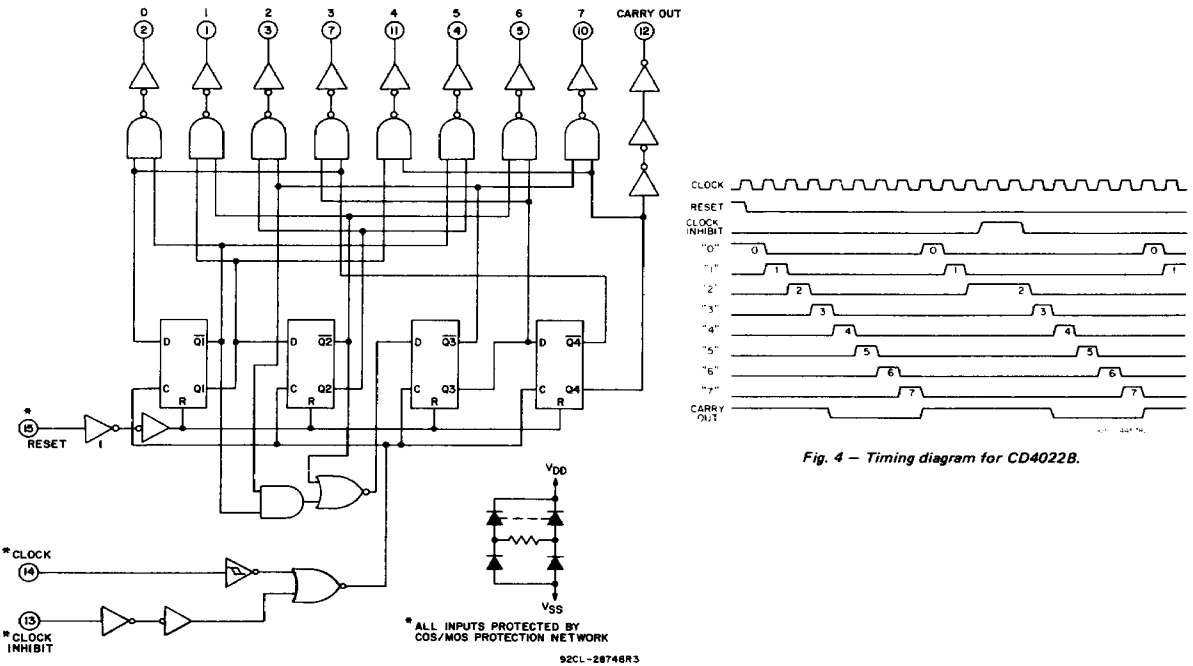 0 1 2 3 4 5 6 7 CARRY OUT
2 1 3 7 11 4 5 10 12
D Q1 D Q2 D Q3 D Q4
C Q1 C Q2 C Q3 C Q4
R R R R
*
15
RESET
1
VDD
* CLOCK
14
13
* CLOCK
INHIBIT
VSS
* ALL INPUTS PROTECTED BY
COS/MOS PROTECTION NETWORK
92CL-28746R3
CLOCK
RESET
CLOCK
INHIBIT
"0" 0 0 0
"1" 1 1 1
"2" 2 2
"3" 3 3
"4" 4 4
"5" 5 5
"6" 6 6
"7" 7 7
CARRY
OUT
Fig. 4 – Timing diagram for CD4022B.